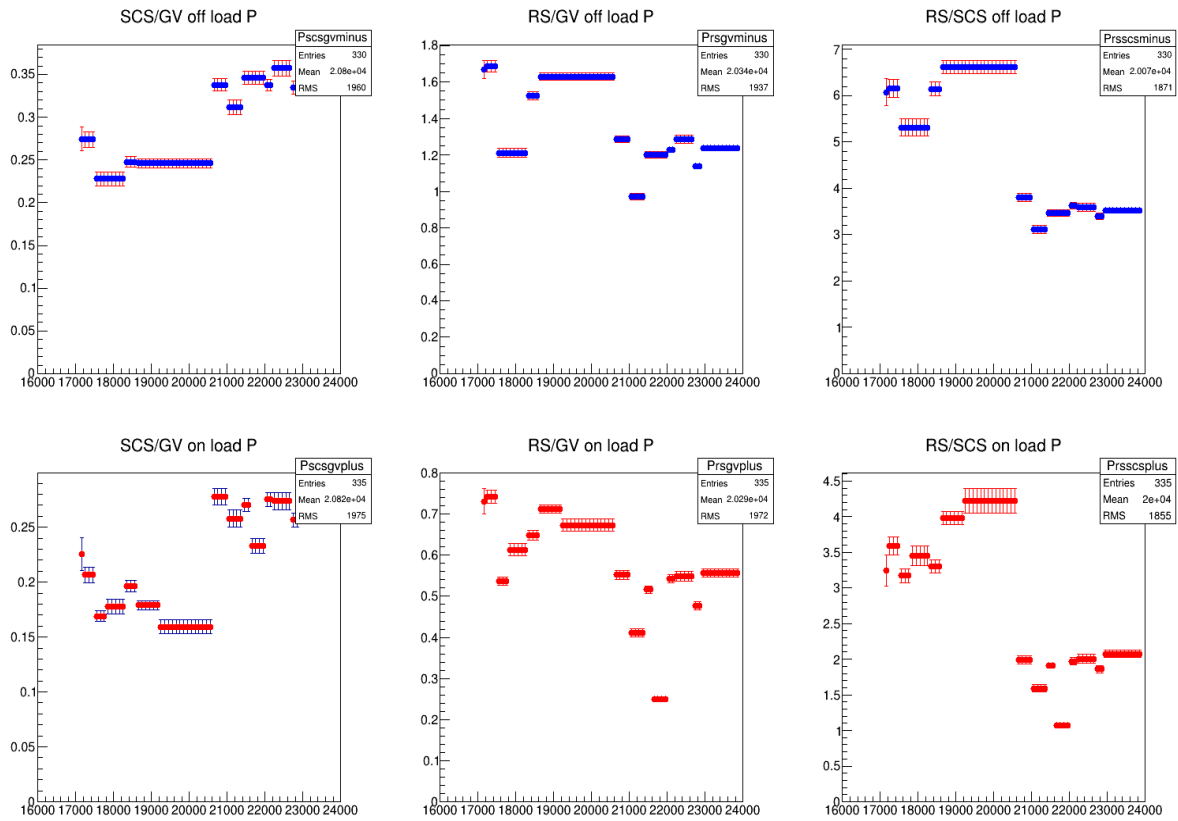 SCS/GV off load P
Pscsgvminus
Entries 330
Mean 2.08e+04
RMS 1960
0.35
0.3
0.25
0.2
0.15
0.1
0.05
0
16000 17000 18000 19000 20000 21000 22000 23000 24000
RS/GV off load P
Prsgvminus
Entries 330
Mean 2.034e+04
RMS 1937
1.8
1.6
1.4
1.2
1
0.8
0.6
0.4
0.2
0
16000 17000 18000 19000 20000 21000 22000 23000 24000
RS/SCS off load P
Prsscsminus
Entries 330
Mean 2.007e+04
RMS 1871
7
6
5
4
3
2
1
0
16000 17000 18000 19000 20000 21000 22000 23000 24000
SCS/GV on load P
Pscsgvplus
Entries 335
Mean 2.082e+04
RMS 1975
0.25
0.2
0.15
0.1
0.05
0
16000 17000 18000 19000 20000 21000 22000 23000 24000
RS/GV on load P
Prsgvplus
Entries 335
Mean 2.029e+04
RMS 1972
0.8
0.7
0.6
0.5
0.4
0.3
0.2
0.1
0
16000 17000 18000 19000 20000 21000 22000 23000 24000
RS/SCS on load P
Prsscsplus
Entries 335
Mean 2e+04
RMS 1855
4.5
4
3.5
3
2.5
2
1.5
1
0.5
0
16000 17000 18000 19000 20000 21000 22000 23000 24000